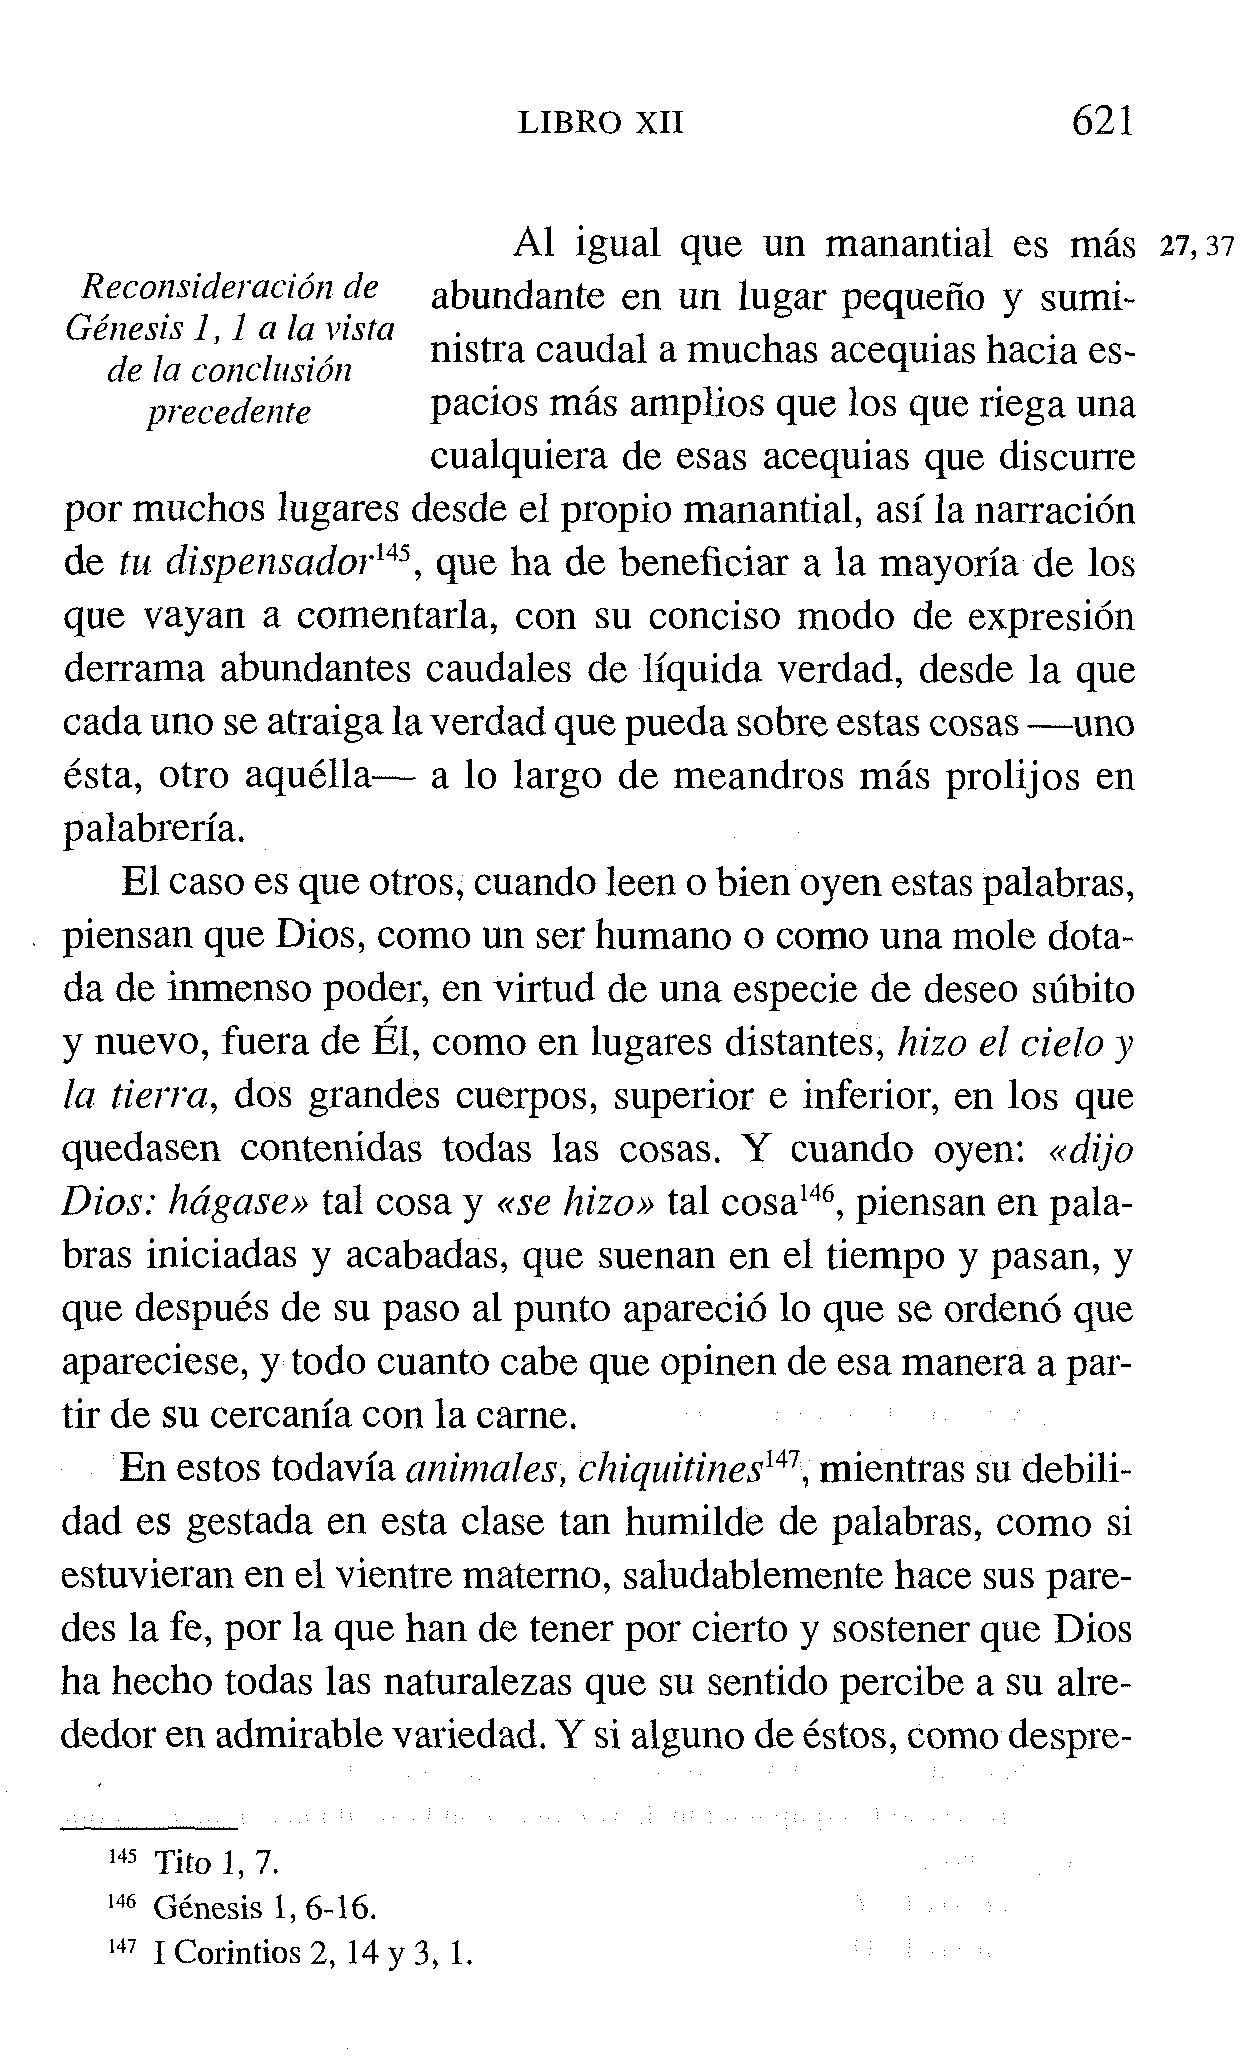 LIBRO XII 621
Al igual que un manantial es más 27, 37
Reconsideración de
Génesis 1, 1 a la vista
de la conclusión
precedente
abundante en un lugar pequeño y sumi-
nistra caudal a muchas acequias hacia es-
pacios más amplios que los que riega una
cualquiera de esas acequias que discurre
por muchos lugares desde el propio manantial, así la narración
de tu dispensador¹⁴⁵, que ha de beneficiar a la mayoría de los
que vayan a comentarla, con su conciso modo de expresión
derrama abundantes caudales de líquida verdad, desde la que
cada uno se atraiga la verdad que pueda sobre estas cosas —uno
ésta, otro aquélla— a lo largo de meandros más prolijos en
palabrería.
El caso es que otros, cuando leen o bien oyen estas palabras,
piensan que Dios, como un ser humano o como una mole dota-
da de inmenso poder, en virtud de una especie de deseo súbito
y nuevo, fuera de Él, como en lugares distantes, hizo el cielo y
la tierra, dos grandes cuerpos, superior e inferior, en los que
quedasen contenidas todas las cosas. Y cuando oyen: «dijo
Dios: hágase» tal cosa y «se hizo» tal cosa¹⁴⁶, piensan en pala-
bras iniciadas y acabadas, que suenan en el tiempo y pasan, y
que después de su paso al punto apareció lo que se ordenó que
apareciese, y todo cuanto cabe que opinen de esa manera a par-
tir de su cercanía con la carne.
En estos todavía animales, chiquitines¹⁴⁷, mientras su debili-
dad es gestada en esta clase tan humilde de palabras, como si
estuvieran en el vientre materno, saludablemente hace sus pare-
des la fe, por la que han de tener por cierto y sostener que Dios
ha hecho todas las naturalezas que su sentido percibe a su alre-
dedor en admirable variedad. Y si alguno de éstos, como despre-
¹⁴⁵ Tito 1, 7.
¹⁴⁶ Génesis 1, 6-16.
¹⁴⁷ I Corintios 2, 14 y 3, 1.